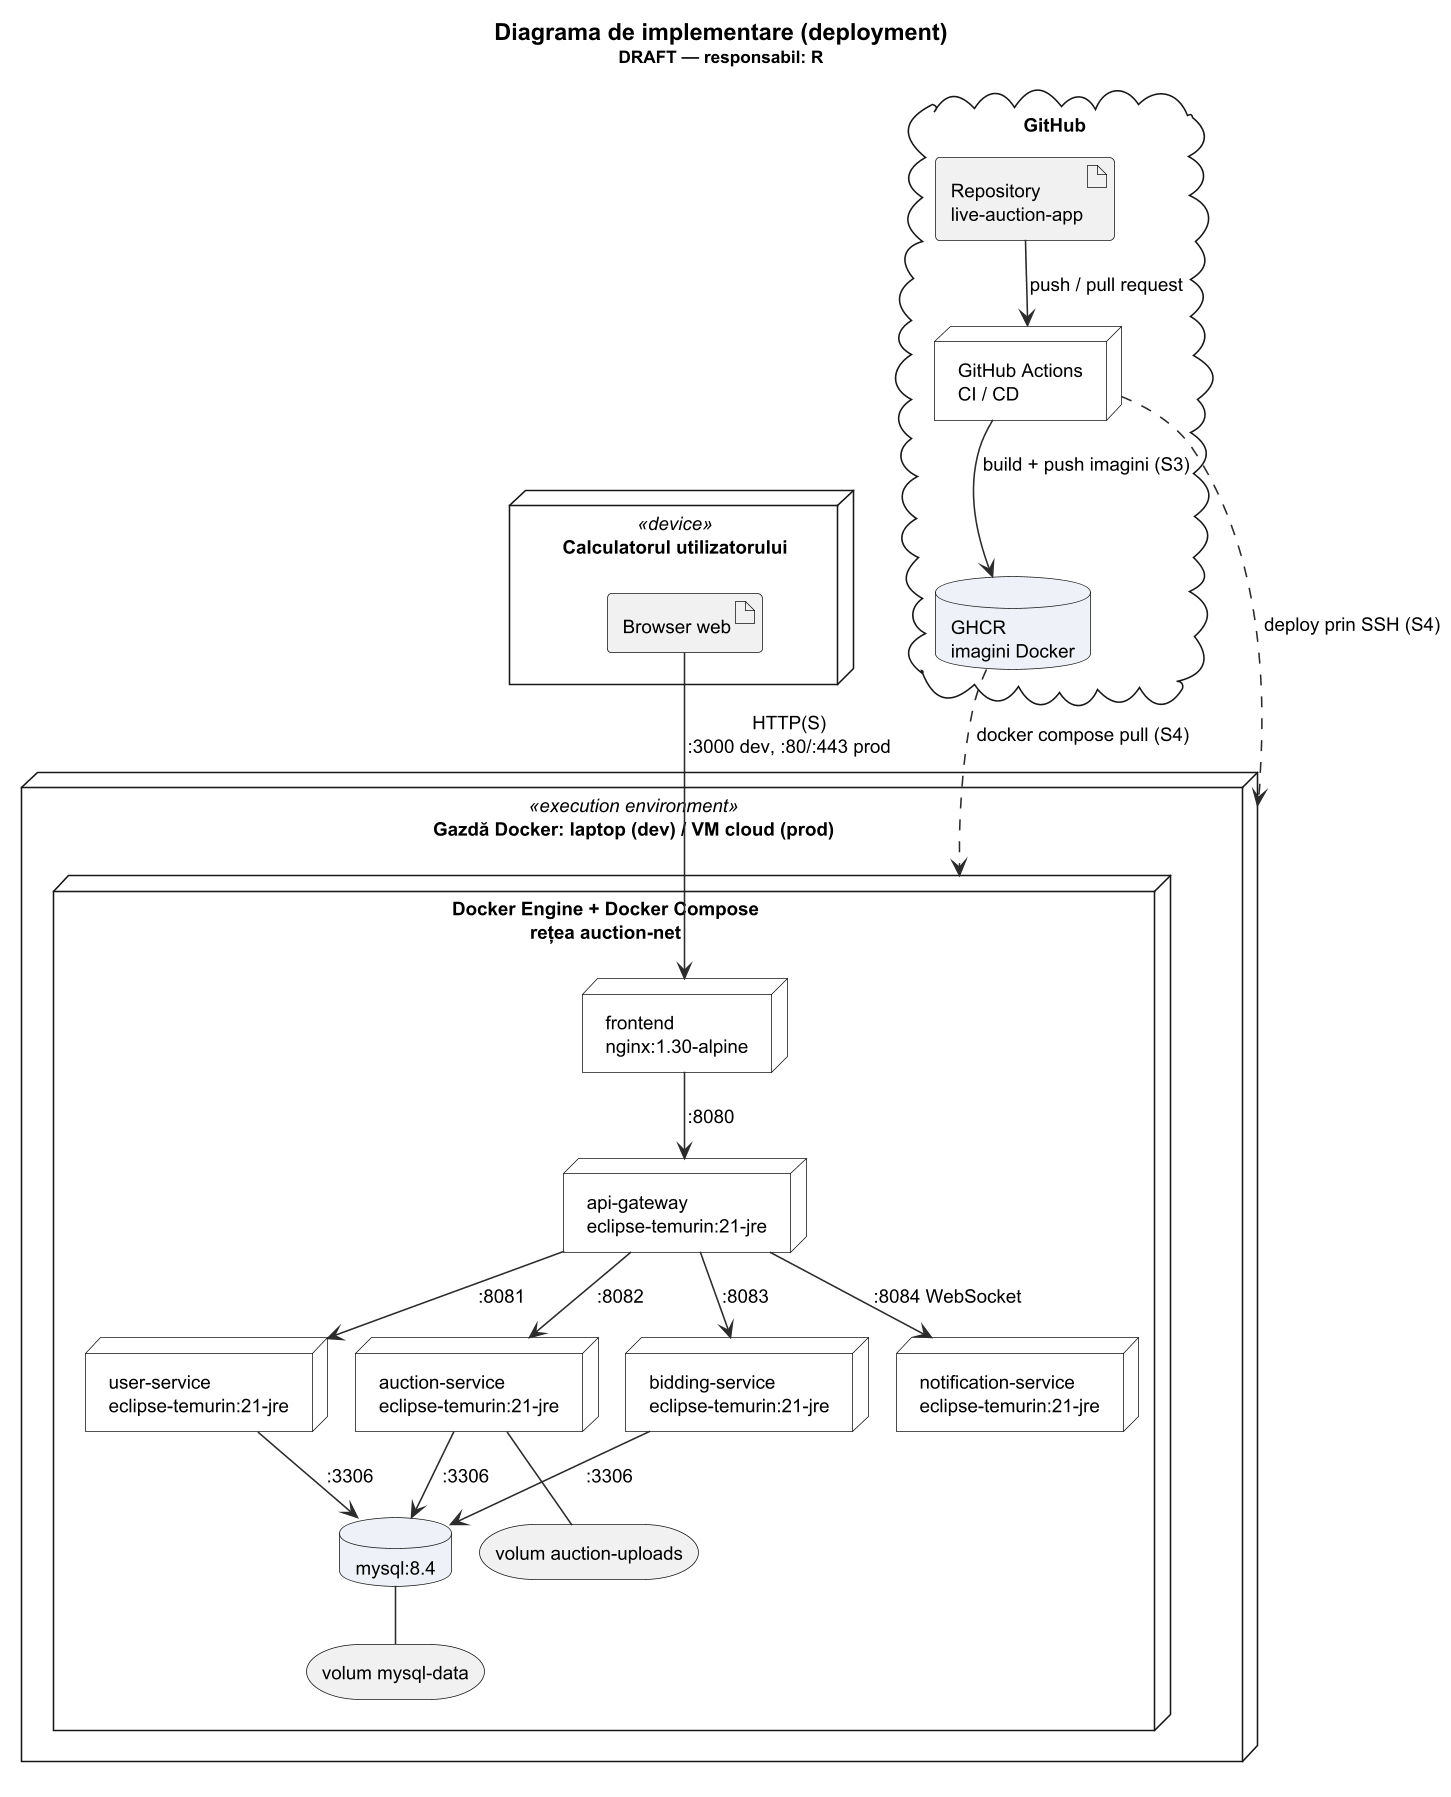 Diagrama de implementare (deployment)
DRAFT — responsabil: R
GitHub
Repository
live-auction-app
push / pull request
GitHub Actions
CI / CD
build + push imagini (S3)
«device»
Calculatorul utilizatorului
Browser web
GHCR
imagini Docker
deploy prin SSH (S4)
HTTP(S)
:3000 dev, :80/:443 prod
docker compose pull (S4)
«execution environment»
Gazdă Docker: laptop (dev) / VM cloud (prod)
Docker Engine + Docker Compose
rețea auction-net
frontend
nginx:1.30-alpine
:8080
api-gateway
eclipse-temurin:21-jre
:8081
:8082
:8083
:8084 WebSocket
user-service
eclipse-temurin:21-jre
auction-service
eclipse-temurin:21-jre
bidding-service
eclipse-temurin:21-jre
notification-service
eclipse-temurin:21-jre
:3306
:3306
:3306
mysql:8.4
volum auction-uploads
volum mysql-data